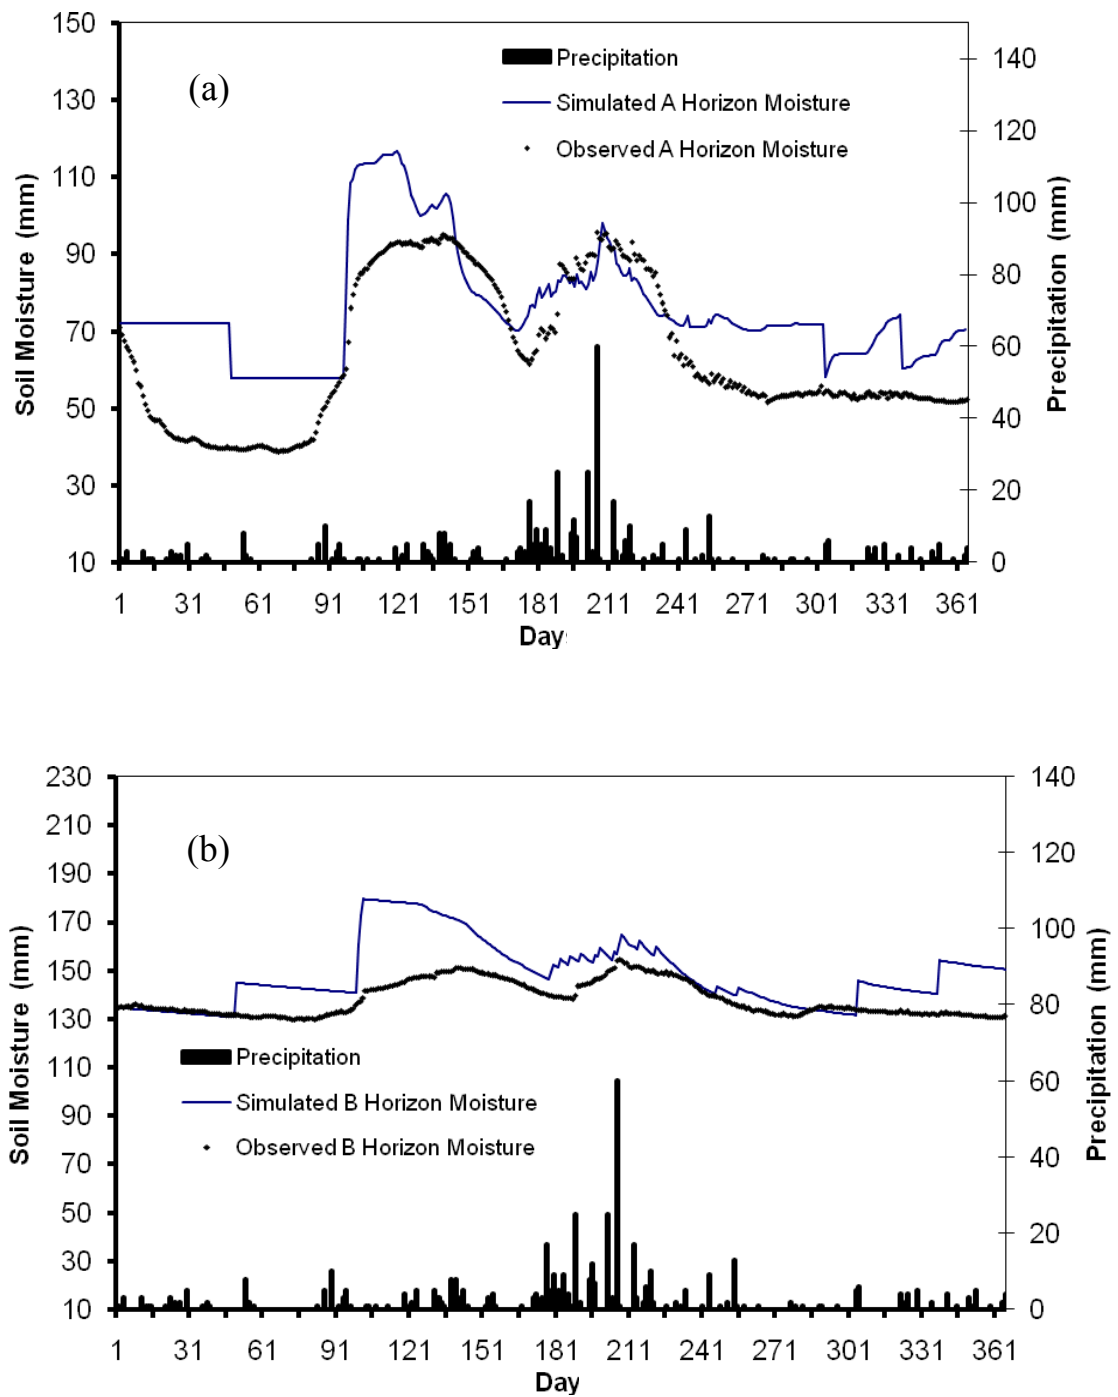 150
130
110
90
70
50
30
10
Soil Moisture (mm)
(a)
Precipitation
Simulated A Horizon Moisture
Observed A Horizon Moisture
140
120
100
80
60
40
20
0
Precipitation (mm)
1 31 61 91 121 151 181 211 241 271 301 331 361
Days
230
210
190
170
150
130
110
90
70
50
30
10
Soil Moisture (mm)
(b)
Precipitation
Simulated B Horizon Moisture
Observed B Horizon Moisture
140
120
100
80
60
40
20
0
Precipitation (mm)
1 31 61 91 121 151 181 211 241 271 301 331 361
Day